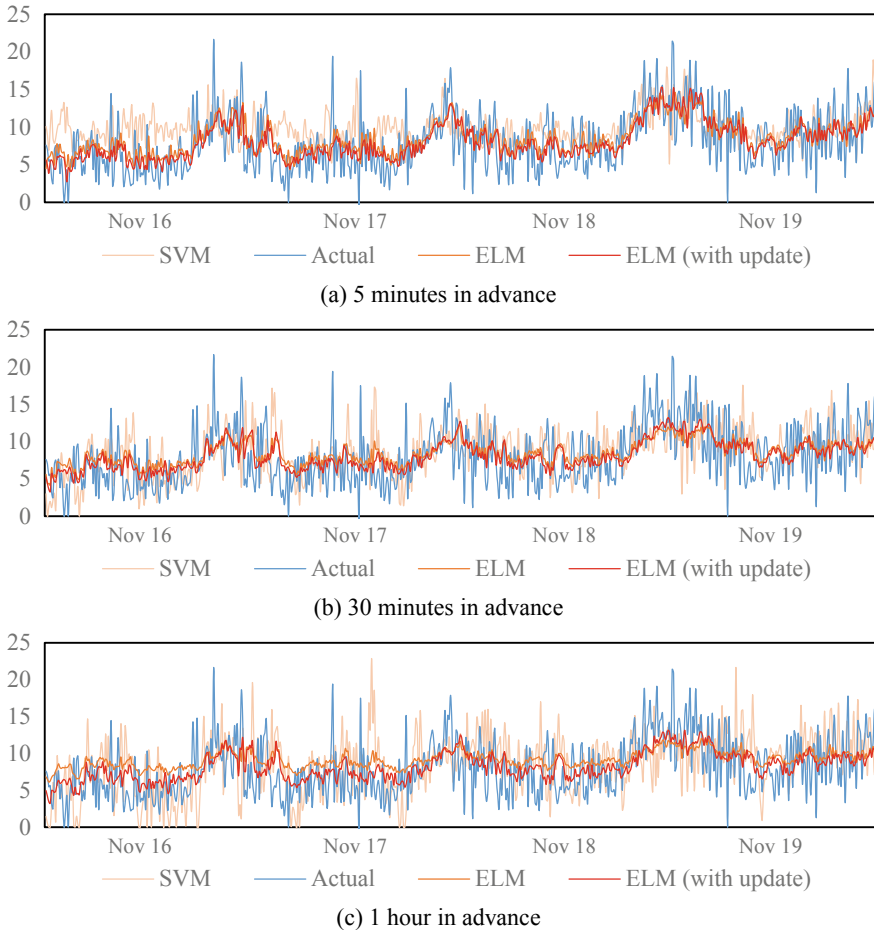 25
20
15
10
5
0
Nov 16 Nov 17 Nov 18 Nov 19
SVM Actual ELM ELM (with update)
(a) 5 minutes in advance
25
20
15
10
5
0
Nov 16 Nov 17 Nov 18 Nov 19
SVM Actual ELM ELM (with update)
(b) 30 minutes in advance
25
20
15
10
5
0
Nov 16 Nov 17 Nov 18 Nov 19
SVM Actual ELM ELM (with update)
(c) 1 hour in advance